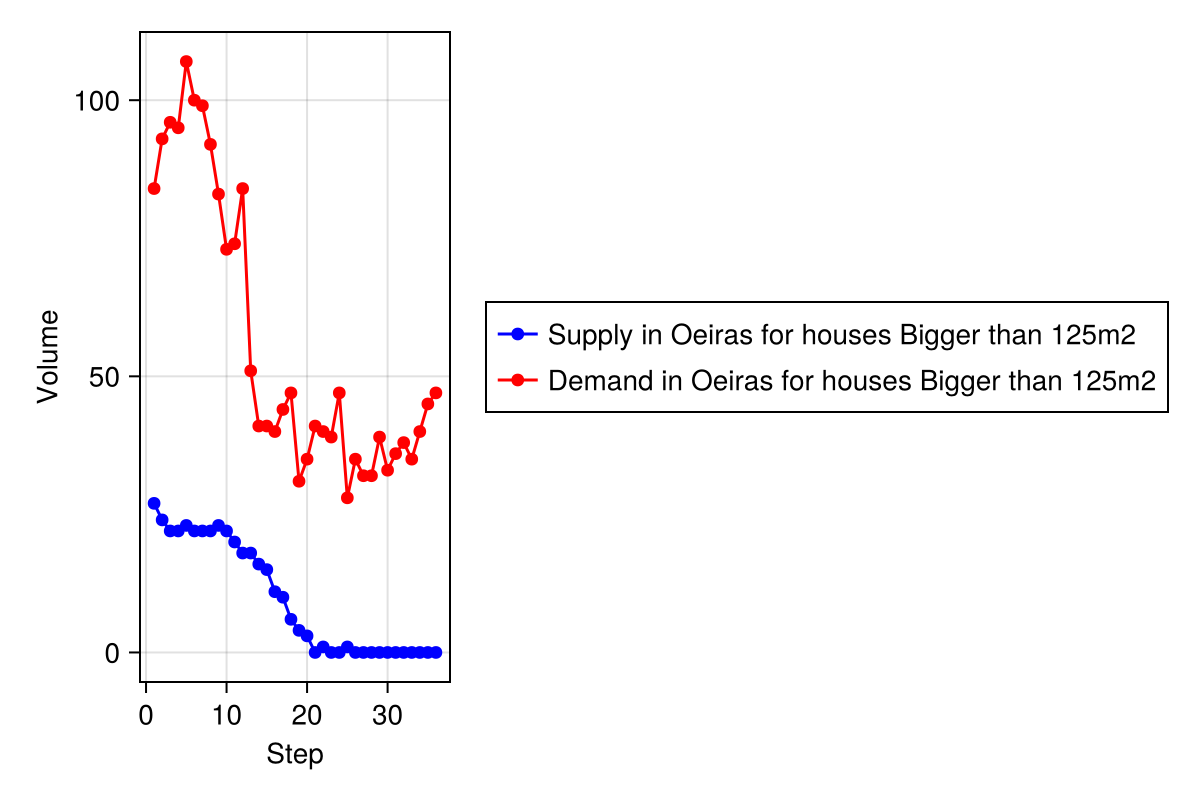 Volume
100
50
0
0 10 20 30
Step
Supply in Oeiras for houses Bigger than 125m2
Demand in Oeiras for houses Bigger than 125m2